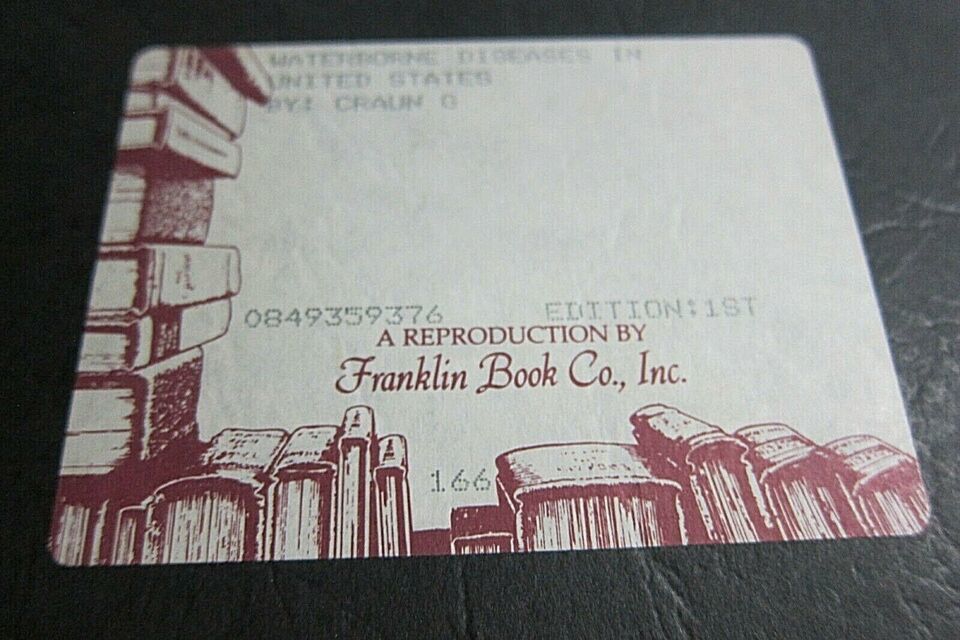 WATERBORNE DISEASES IN
UNITED STATES
BY: CRAUN G
0849359376 EDITION:1ST
A REPRODUCTION BY
Franklin Book Co., Inc.
166